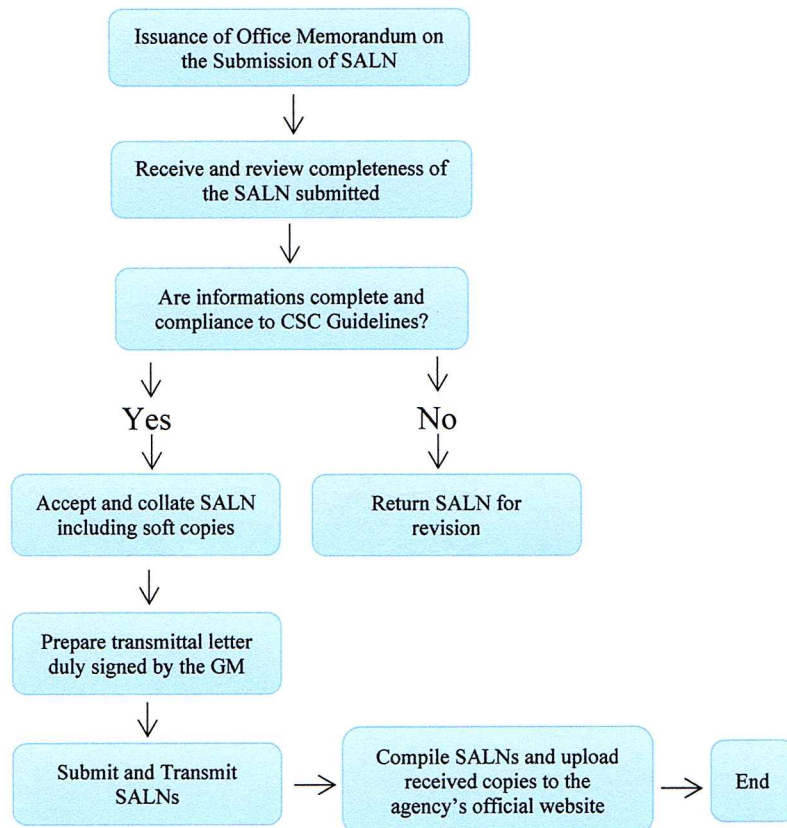 Issuance of Office Memorandum on
the Submission of SALN
Receive and review completeness of
the SALN submitted
Are informations complete and
compliance to CSC Guidelines?
Yes
No
Accept and collate SALN
including soft copies
Return SALN for
revision
Prepare transmittal letter
duly signed by the GM
Submit and Transmit
SALNs
Compile SALNs and upload
received copies to the
agency's official website
End